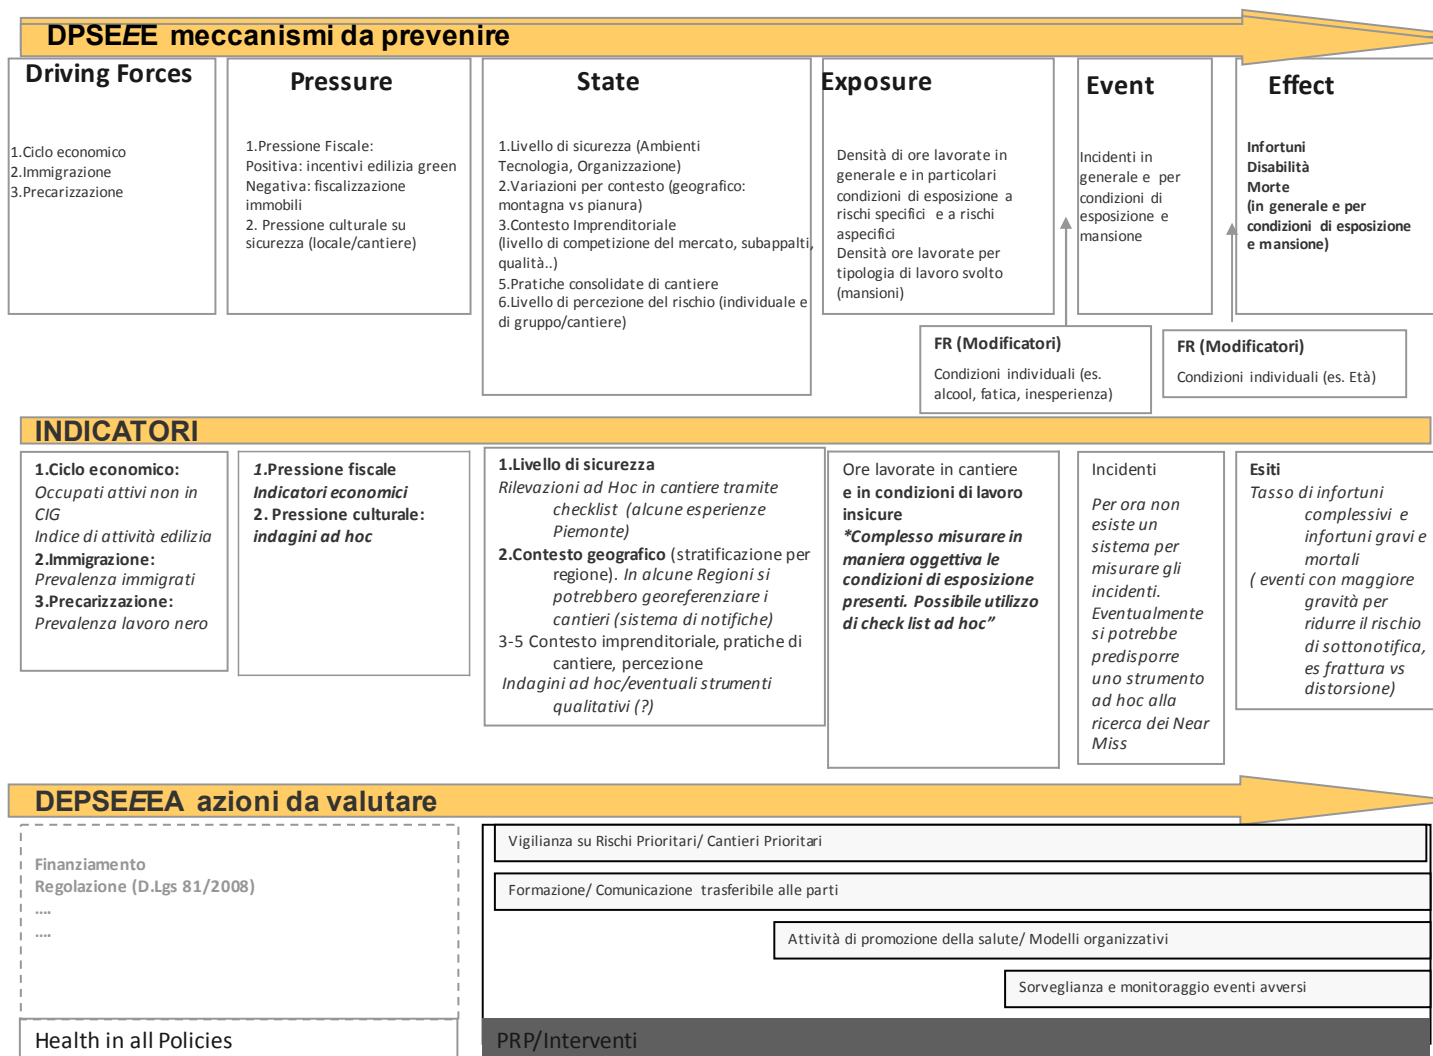 DPSEEE meccanismi da prevenire
Driving Forces
1.Ciclo economico
2.Immigrazione
3.Precarizzazione
Pressure
1.Pressione Fiscale:
Positiva: incentivi edilizia green
Negativa: fiscalizzazione
immobili
2. Pressione culturale su
sicurezza (locale/cantiere)
State
1.Livello di sicurezza (Ambienti
Tecnologia, Organizzazione)
2.Variazioni per contesto (geografico:
montagna vs pianura)
3.Contesto Imprenditoriale
(livello di competizione del mercato, subappalti,
qualità..)
5.Pratiche consolidate di cantiere
6.Livello di percezione del rischio (individuale e
di gruppo/cantiere)
Exposure
Densità di ore lavorate in
generale e in particolari
condizioni di esposizione a
rischi specifici e a rischi
aspecifici
Densità ore lavorate per
tipologia di lavoro svolto
(mansioni)
Event
Incidenti in
generale e per
condizioni di
esposizione e
mansione
Effect
Infortuni
Disabilità
Morte
(in generale e per
condizioni di esposizione
e mansione)
FR (Modificatori)
Condizioni individuali (es.
alcool, fatica, inesperienza)
FR (Modificatori)
Condizioni individuali (es. Età)
INDICATORI
1.Ciclo economico:
Occupati attivi non in
CIG
Indice di attività edilizia
2.Immigrazione:
Prevalenza immigrati
3.Precarizzazione:
Prevalenza lavoro nero
1.Pressione fiscale
Indicatori economici
2. Pressione culturale:
indagini ad hoc
1.Livello di sicurezza
Rilevazioni ad Hoc in cantiere tramite
checklist (alcune esperienze
Piemonte)
2.Contesto geografico (stratificazione per
regione). In alcune Regioni si
potrebbero georeferenziare i
cantieri (sistema di notifiche)
3-5 Contesto imprenditoriale, pratiche di
cantiere, percezione
Indagini ad hoc/eventuali strumenti
qualitativi (?)
Ore lavorate in cantiere
e in condizioni di lavoro
insicure
*Complesso misurare in
maniera oggettiva le
condizioni di esposizione
presenti. Possibile utilizzo
di check list ad hoc”
Incidenti
Per ora non
esiste un
sistema per
misurare gli
incidenti.
Eventualmente
si potrebbe
predisporre
uno strumento
ad hoc alla
ricerca dei Near
Miss
Esiti
Tasso di infortuni
complessivi e
infortuni gravi e
mortali
( eventi con maggiore
gravità per
ridurre il rischio
di sottonotifica,
es frattura vs
distorsione)
DEPSEEEA azioni da valutare
Finanziamento
Regolazione (D.Lgs 81/2008)
....
....
Health in all Policies
Vigilianza su Rischi Prioritari/ Cantieri Prioritari
Formazione/ Comunicazione trasferibile alle parti
Attività di promozione della salute/ Modelli organizzativi
Sorveglianza e monitoraggio eventi avversi
PRP/Interventi